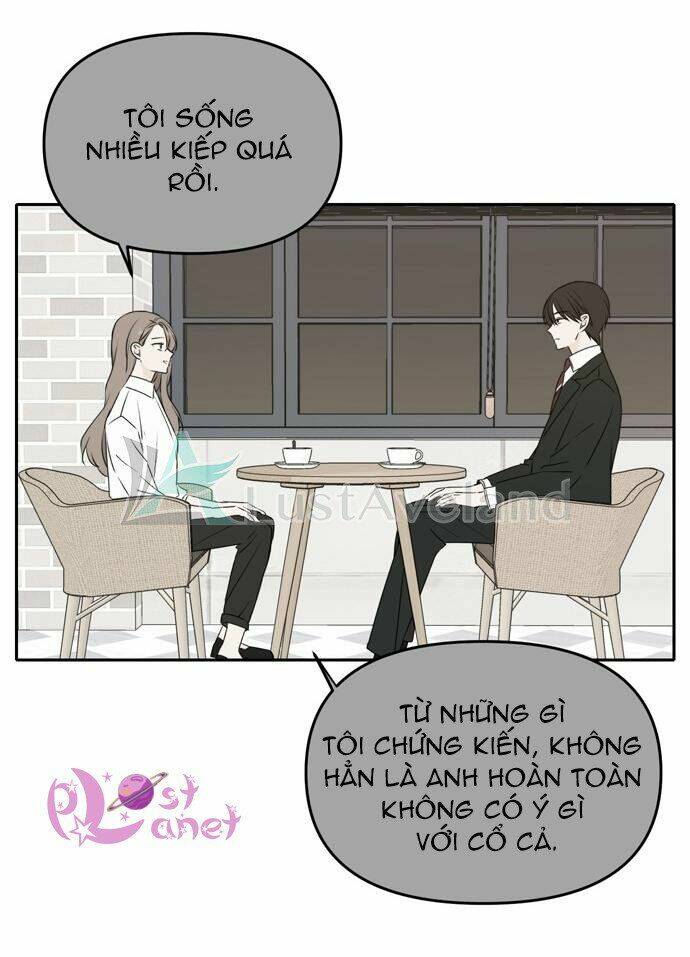 TÔI SỐNG
NHIỀU KIẾP QUÁ
RỒI.
LustAveland
TỪ NHỮNG GÌ
TÔI CHỨNG KIẾN, KHÔNG
HẲN LÀ ANH HOÀN TOÀN
KHÔNG CÓ Ý GÌ
VỚI CỔ CẢ.
Lost
Planet